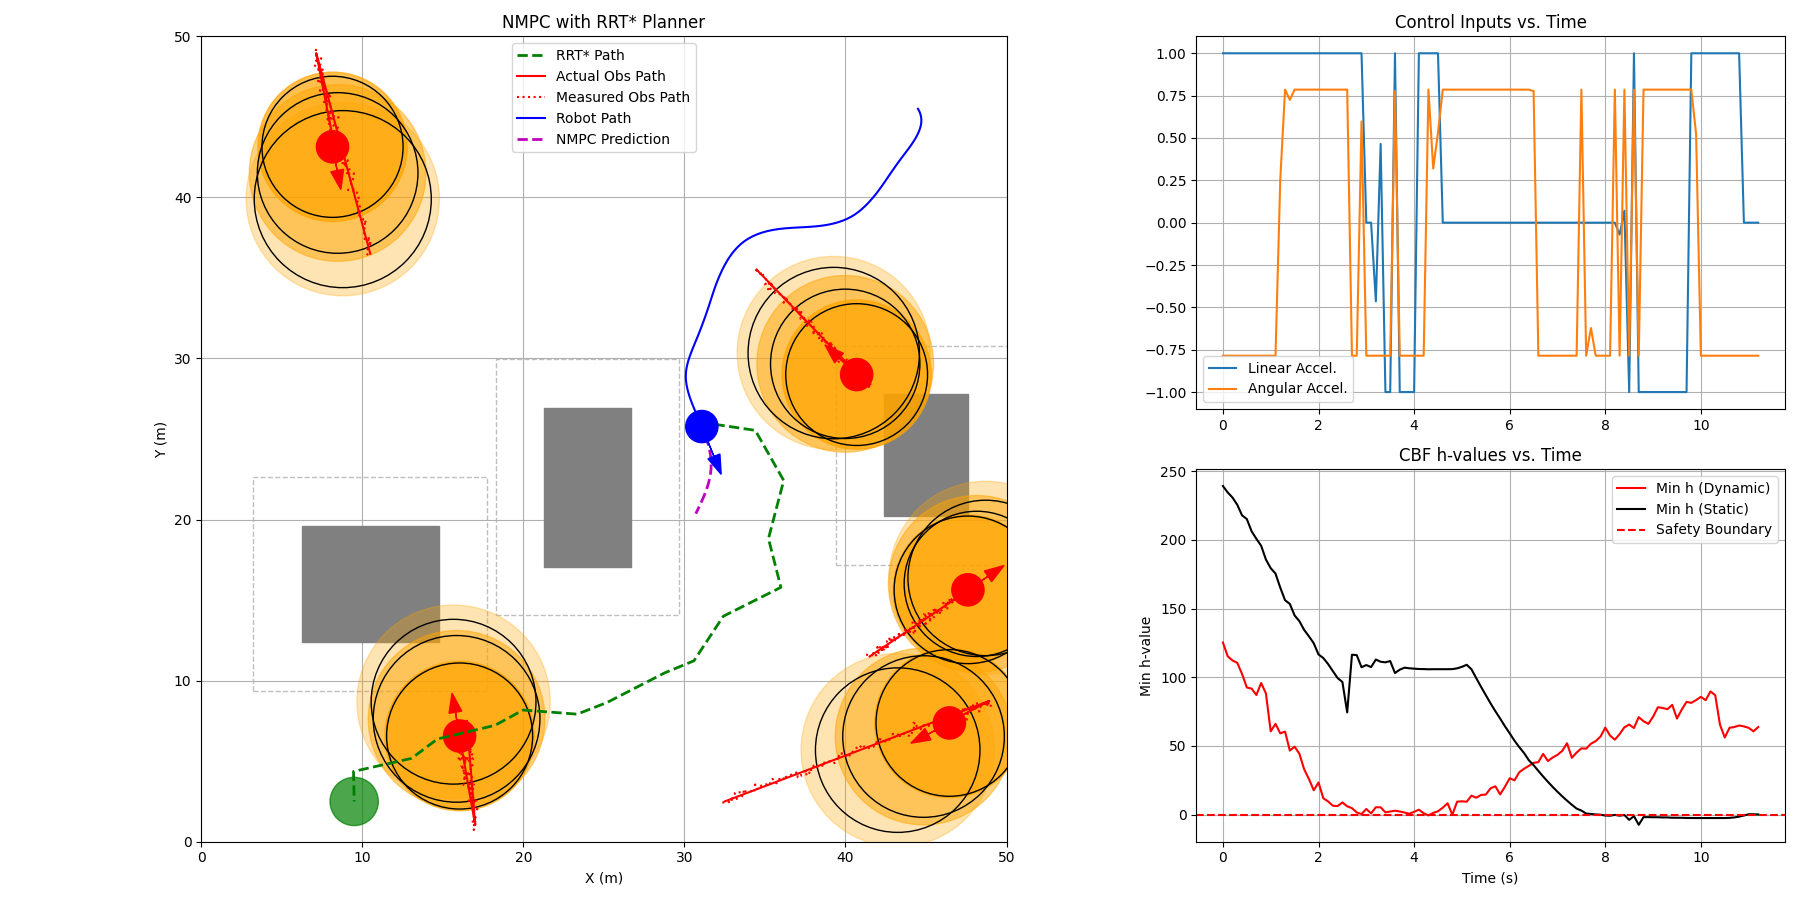 NMPC with RRT* Planner
RRT* Path
Actual Obs Path
Measured Obs Path
Robot Path
NMPC Prediction
50
40
30
20
10
0
Y (m)
0 10 20 30 40 50
X (m)
Control Inputs vs. Time
1.00
0.75
0.50
0.25
0.00
−0.25
−0.50
−0.75
−1.00
Linear Accel.
Angular Accel.
0 2 4 6 8 10
CBF h-values vs. Time
Min h (Dynamic)
Min h (Static)
Safety Boundary
250
200
150
100
50
0
Min h-value
0 2 4 6 8 10
Time (s)